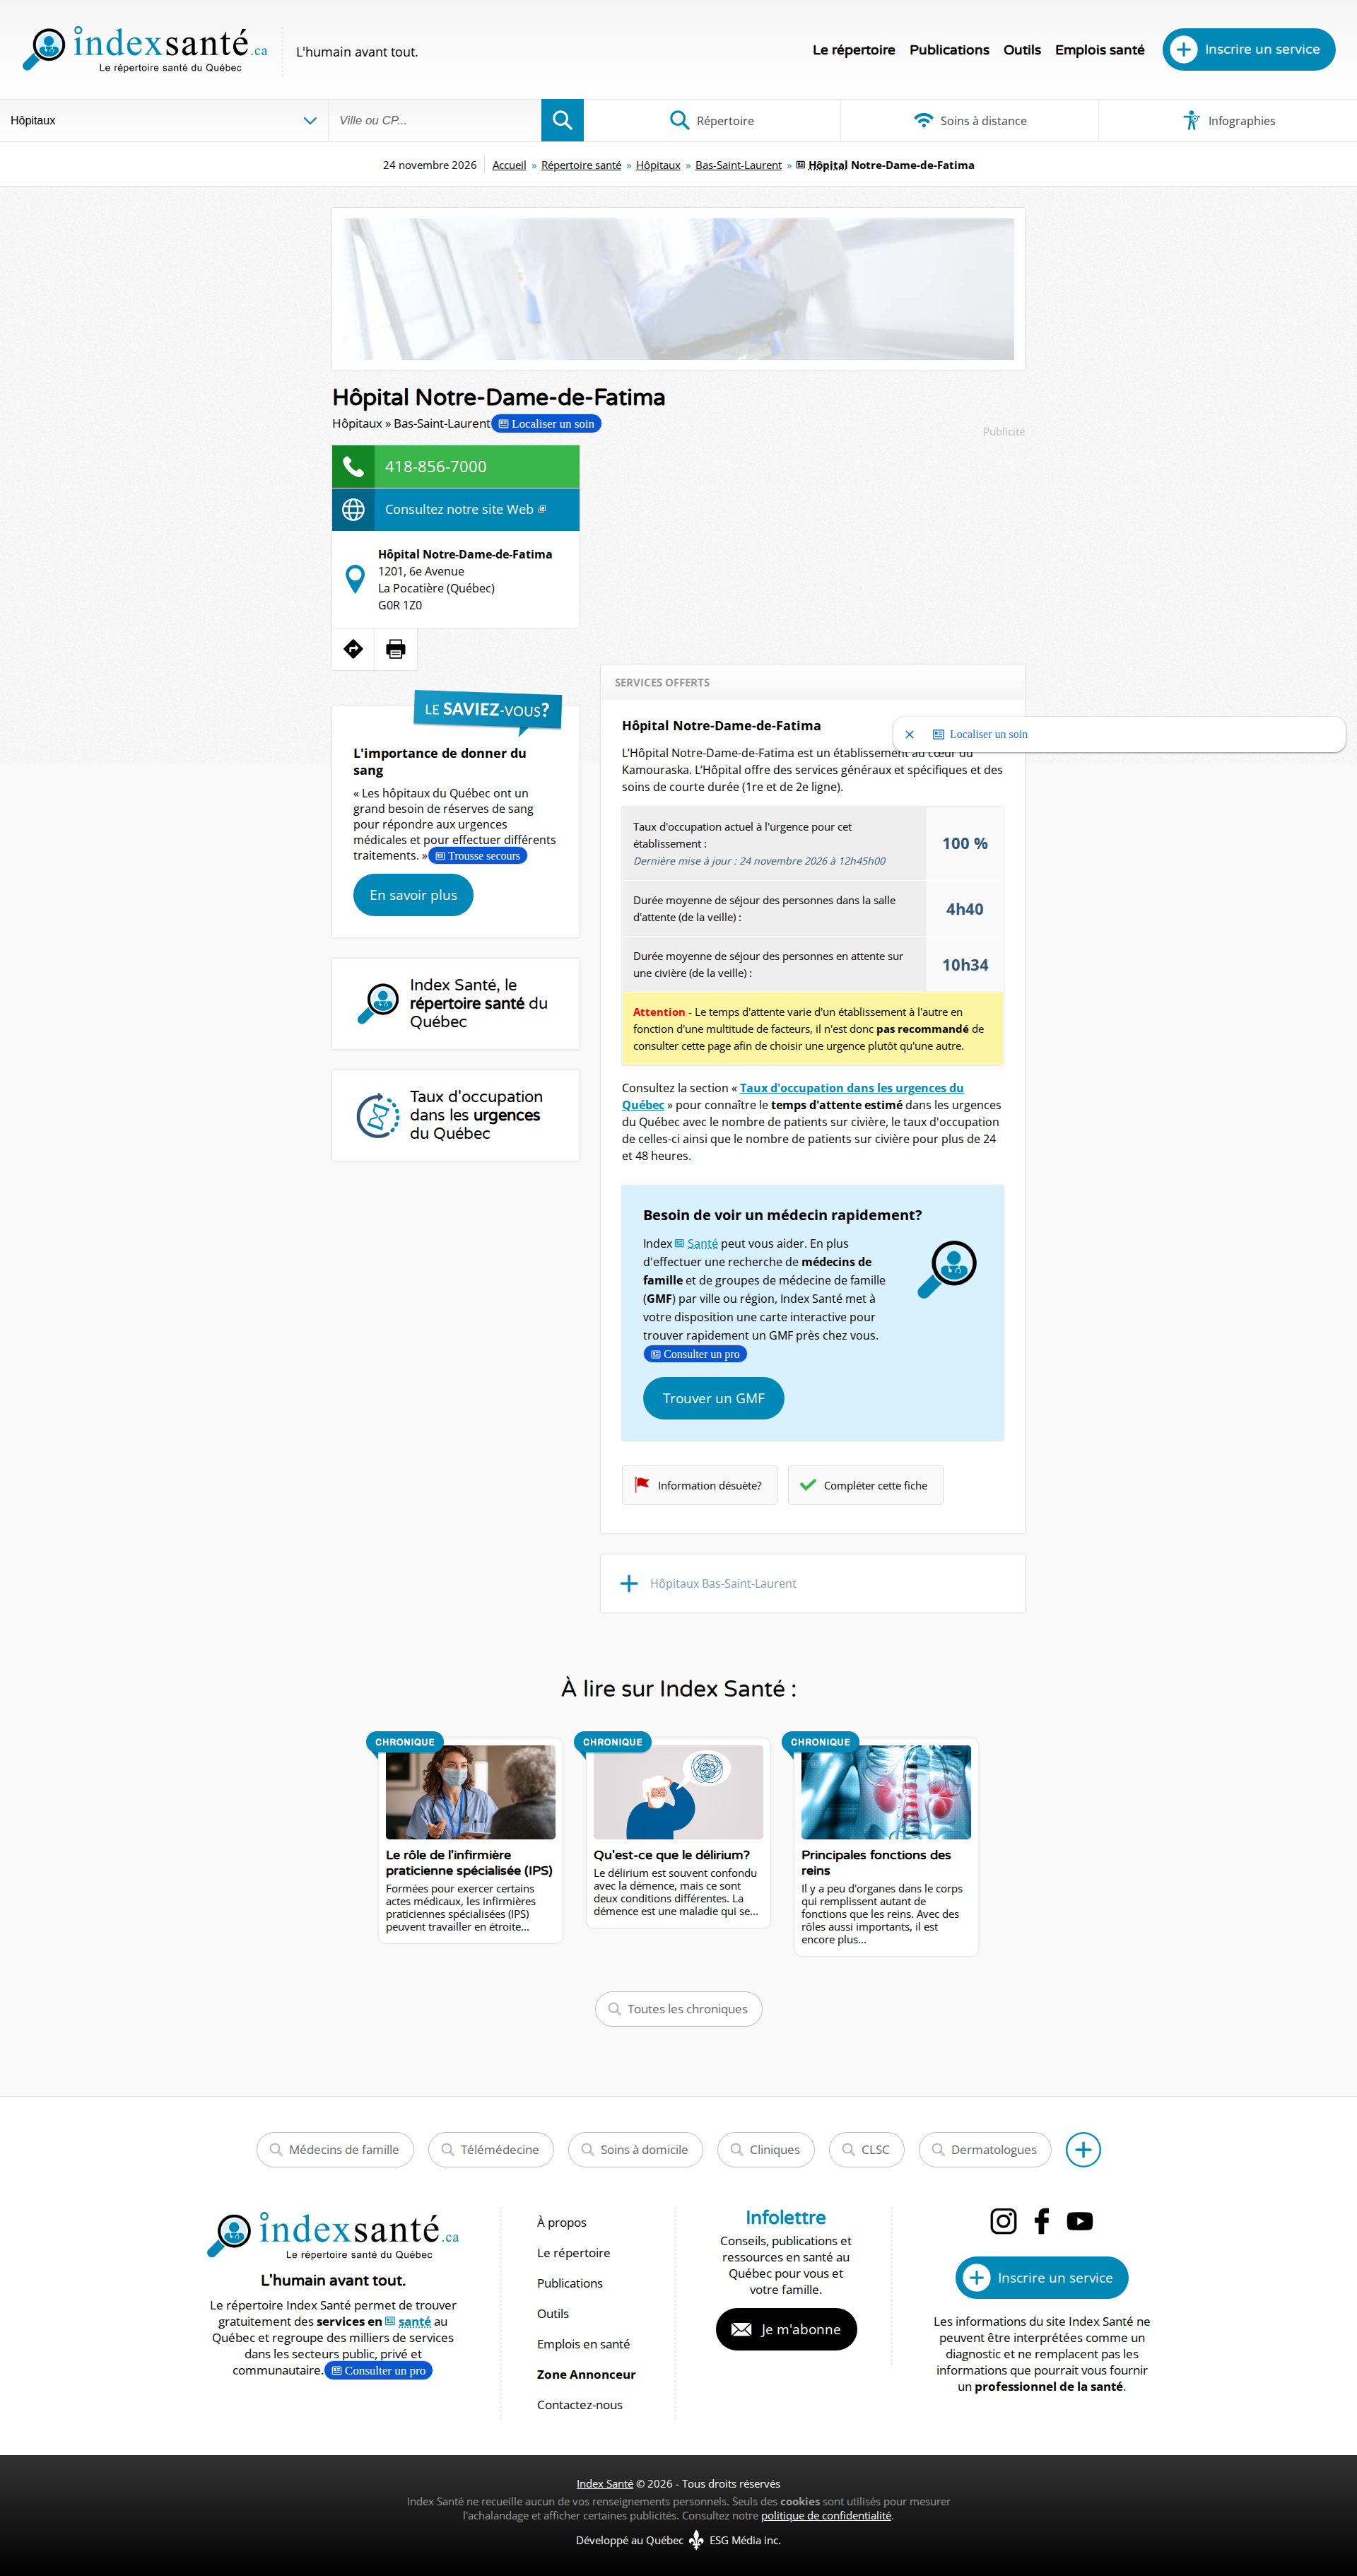 indexsanté.ca
Le répertoire santé du Québec
L'humain avant tout.
Le répertoire
Publications
Outils
Emplois santé
Inscrire un service
Hôpitaux
Ville ou CP...
Répertoire
Soins à distance
Infographies
24 novembre 2026
Accueil » Répertoire santé » Hôpitaux » Bas-Saint-Laurent » Hôpital Notre-Dame-de-Fatima
Hôpital Notre-Dame-de-Fatima
Hôpitaux » Bas-Saint-Laurent Localiser un soin
Publicité
418-856-7000
Consultez notre site Web
Hôpital Notre-Dame-de-Fatima
1201, 6e Avenue
La Pocatière (Québec)
G0R 1Z0
LE SAVIEZ-VOUS?
L'importance de donner du
sang
« Les hôpitaux du Québec ont un
grand besoin de réserves de sang
pour répondre aux urgences
médicales et pour effectuer différents
traitements. » Trousse secours
En savoir plus
Index Santé, le
répertoire santé du
Québec
Taux d'occupation
dans les urgences
du Québec
SERVICES OFFERTS
Hôpital Notre-Dame-de-Fatima
Localiser un soin
L'Hôpital Notre-Dame-de-Fatima est un établissement au cœur du
Kamouraska. L'Hôpital offre des services généraux et spécifiques et des
soins de courte durée (1re et de 2e ligne).
Taux d'occupation actuel à l'urgence pour cet
établissement :
Dernière mise à jour : 24 novembre 2026 à 12h45h00
100 %
Durée moyenne de séjour des personnes dans la salle
d'attente (de la veille) :
4h40
Durée moyenne de séjour des personnes en attente sur
une civière (de la veille) :
10h34
Attention - Le temps d'attente varie d'un établissement à l'autre en
fonction d'une multitude de facteurs, il n'est donc pas recommandé de
consulter cette page afin de choisir une urgence plutôt qu'une autre.
Consultez la section « Taux d'occupation dans les urgences du
Québec » pour connaître le temps d'attente estimé dans les urgences
du Québec avec le nombre de patients sur civière, le taux d'occupation
de celles-ci ainsi que le nombre de patients sur civière pour plus de 24
et 48 heures.
Besoin de voir un médecin rapidement?
Index Santé peut vous aider. En plus
d'effectuer une recherche de médecins de
famille et de groupes de médecine de famille
(GMF) par ville ou région, Index Santé met à
votre disposition une carte interactive pour
trouver rapidement un GMF près chez vous.
Consulter un pro
Trouver un GMF
Information désuète?
Compléter cette fiche
Hôpitaux Bas-Saint-Laurent
À lire sur Index Santé :
CHRONIQUE
Le rôle de l'infirmière
praticienne spécialisée (IPS)
Formées pour exercer certains
actes médicaux, les infirmières
praticiennes spécialisées (IPS)
peuvent travailler en étroite...
CHRONIQUE
Qu'est-ce que le délirium?
Le délirium est souvent confondu
avec la démence, mais ce sont
deux conditions différentes. La
démence est une maladie qui se...
CHRONIQUE
Principales fonctions des
reins
Il y a peu d'organes dans le corps
qui remplissent autant de
fonctions que les reins. Avec des
rôles aussi importants, il est
encore plus...
Toutes les chroniques
Médecins de famille
Télémédecine
Soins à domicile
Cliniques
CLSC
Dermatologues
indexsanté.ca
Le répertoire santé du Québec
L'humain avant tout.
Le répertoire Index Santé permet de trouver
gratuitement des services en santé au
Québec et regroupe des milliers de services
dans les secteurs public, privé et
communautaire. Consulter un pro
À propos
Le répertoire
Publications
Outils
Emplois en santé
Zone Annonceur
Contactez-nous
Infolettre
Conseils, publications et
ressources en santé au
Québec pour vous et
votre famille.
Je m'abonne
Inscrire un service
Les informations du site Index Santé ne
peuvent être interprétées comme un
diagnostic et ne remplacent pas les
informations que pourrait vous fournir
un professionnel de la santé.
Index Santé © 2026 - Tous droits réservés
Index Santé ne recueille aucun de vos renseignements personnels. Seuls des cookies sont utilisés pour mesurer
l'achalandage et afficher certaines publicités. Consultez notre politique de confidentialité.
Développé au Québec ESG Média inc.